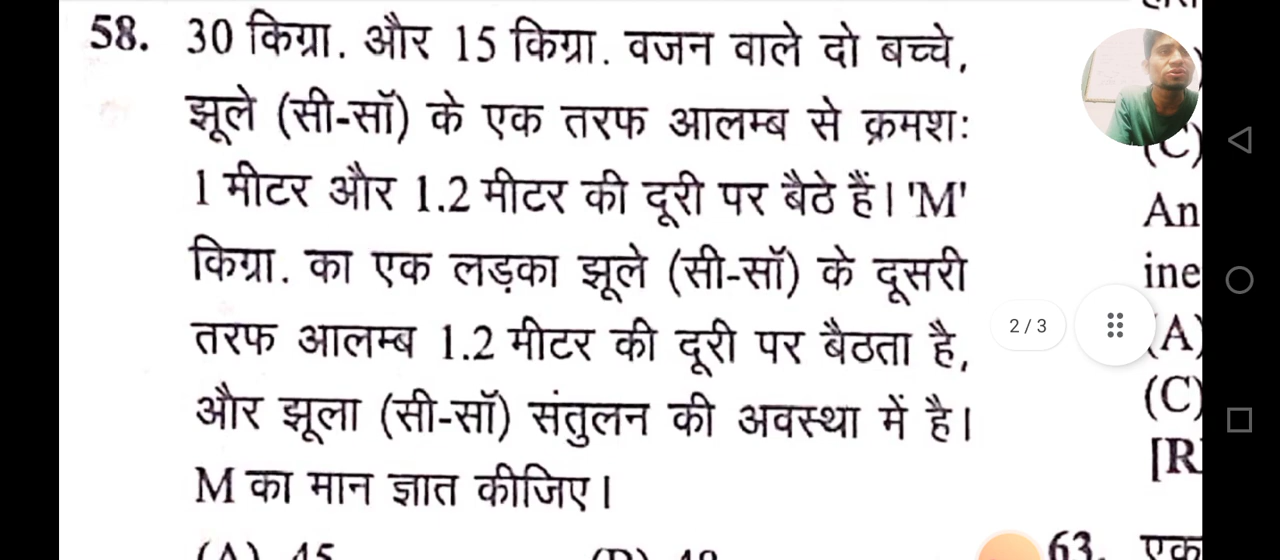 58. 30 किग्रा. और 15 किग्रा. वजन वाले दो बच्चे,
झूले (सी-सॉ) के एक तरफ आलम्ब से क्रमशः
1 मीटर और 1.2 मीटर की दूरी पर बैठे हैं। 'M'
किग्रा. का एक लड़का झूले (सी-सॉ) के दूसरी
तरफ आलम्ब 1.2 मीटर की दूरी पर बैठता है,
और झूला (सी-सॉ) संतुलन की अवस्था में है।
M का मान ज्ञात कीजिए।
(C)
An
ine
2 / 3
(A)
(C)
[R
63. एक